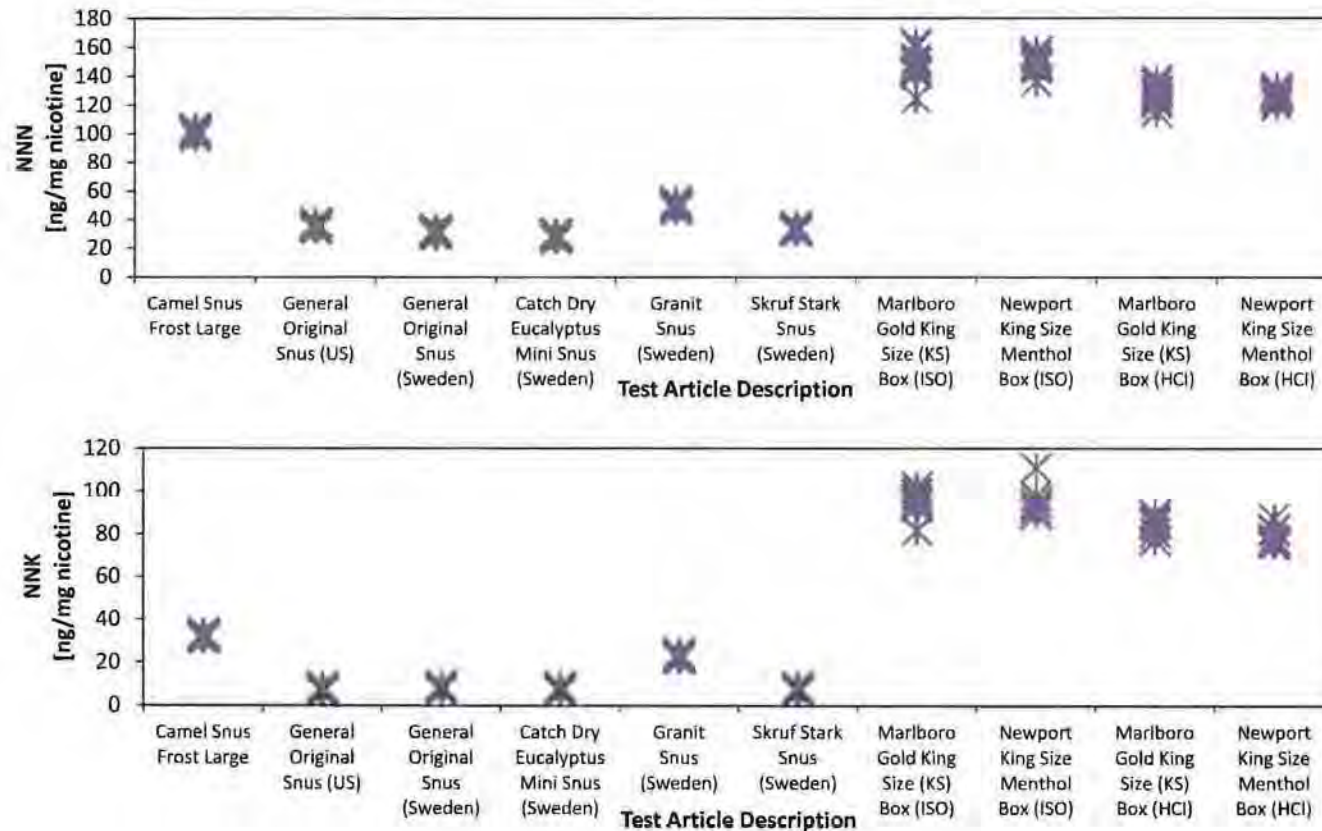 180
160
140
120
100
80
60
40
20
0
NNN
[ng/mg nicotine]
Camel Snus
Frost Large
General
Original
Snus (US)
General
Original
Snus
(Sweden)
Catch Dry
Eucalyptus
Mini Snus
(Sweden)
Granit
Snus
(Sweden)
Skruf Stark
Snus
(Sweden)
Marlboro
Gold King
Size (KS)
Box (ISO)
Newport
King Size
Menthol
Box (ISO)
Marlboro
Gold King
Size (KS)
Box (HCI)
Newport
King Size
Menthol
Box (HCI)
Test Article Description
120
100
80
60
40
20
0
NNK
[ng/mg nicotine]
Camel Snus
Frost Large
General
Original
Snus (US)
General
Original
Snus
(Sweden)
Catch Dry
Eucalyptus
Mini Snus
(Sweden)
Granit
Snus
(Sweden)
Skruf Stark
Snus
(Sweden)
Marlboro
Gold King
Size (KS)
Box (ISO)
Newport
King Size
Menthol
Box (ISO)
Marlboro
Gold King
Size (KS)
Box (HCI)
Newport
King Size
Menthol
Box (HCI)
Test Article Description